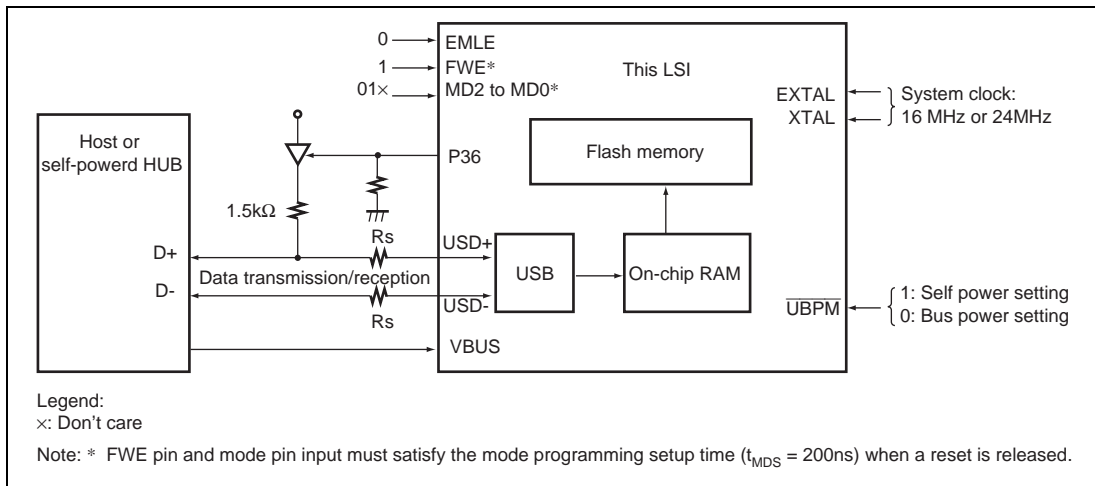 0
EMLE
1
FWE*
01×
MD2 to MD0*
This LSI
EXTAL
XTAL
System clock:
16 MHz or 24MHz
Host or
self-powerd HUB
P36
Flash memory
1.5kΩ
Rs
D+
USD+
Data transmission/reception
USB
On-chip RAM
D-
USD-
Rs
UBPM
1: Self power setting
0: Bus power setting
VBUS
Legend:
×: Don't care
Note: * FWE pin and mode pin input must satisfy the mode programming setup time (tMDS = 200ns) when a reset is released.